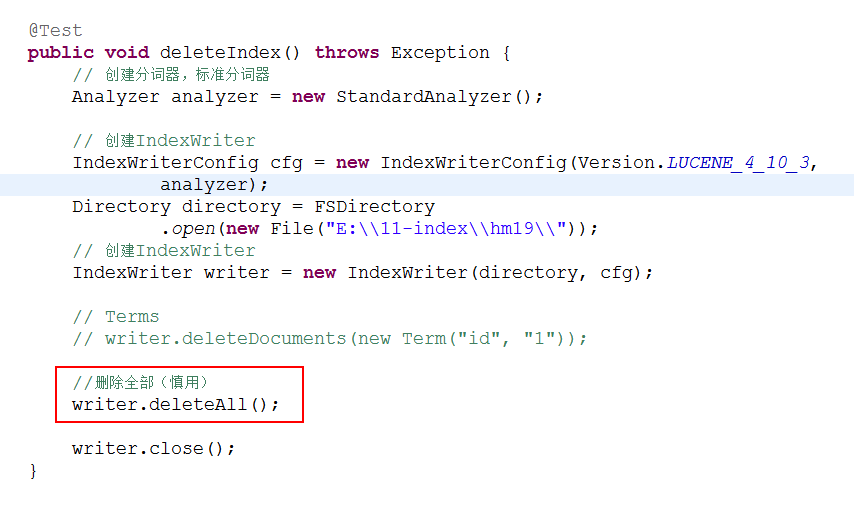 @Test
public void deleteIndex() throws Exception {
// 创建分词器，标准分词器
Analyzer analyzer = new StandardAnalyzer();
// 创建IndexWriter
IndexWriterConfig cfg = new IndexWriterConfig(Version.LUCENE_4_10_3,
analyzer);
Directory directory = FSDirectory
.open(new File("E:\\11-index\\hm19\\"));
// 创建IndexWriter
IndexWriter writer = new IndexWriter(directory, cfg);
// Terms
// writer.deleteDocuments(new Term("id", "1"));
//删除全部（慎用）
writer.deleteAll();
writer.close();
}